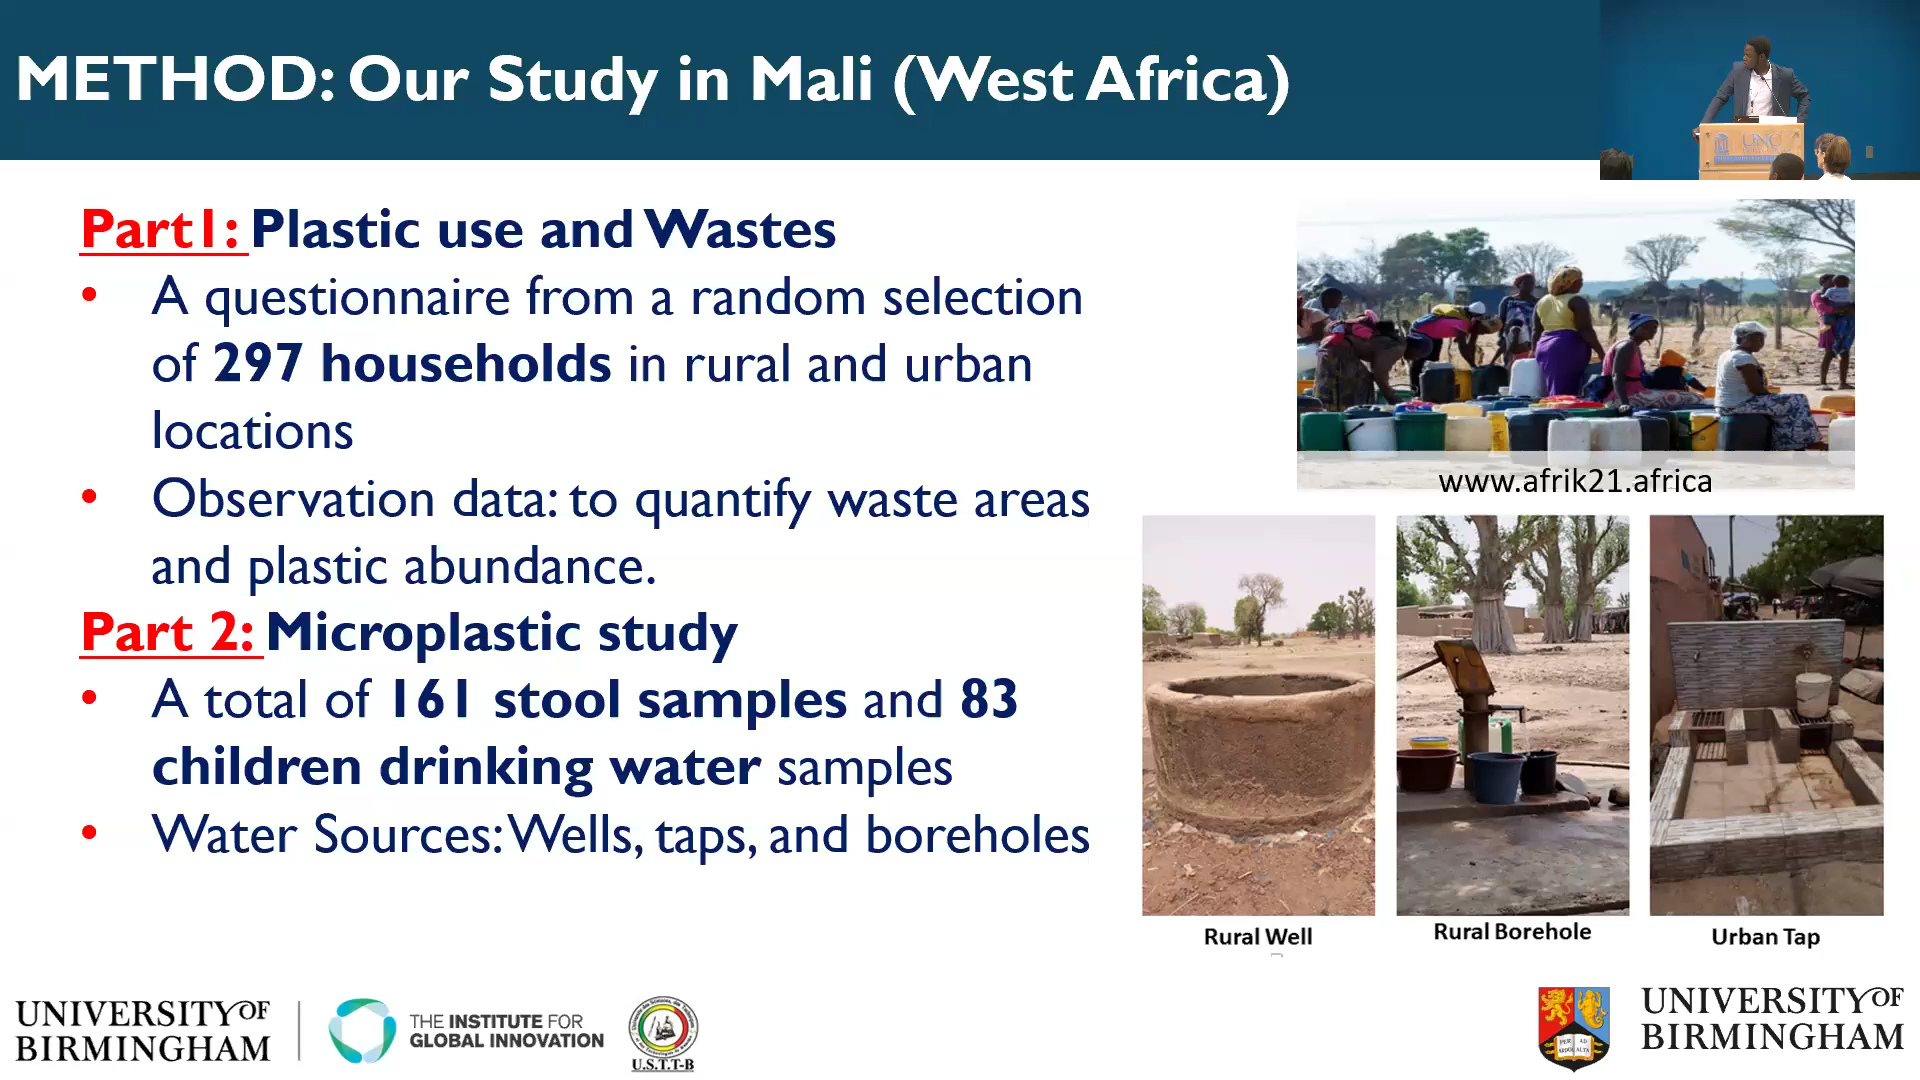 METHOD: Our Study in Mali (West Africa)
UNC
Part1: Plastic use and Wastes
• A questionnaire from a random selection
of 297 households in rural and urban
locations
• Observation data: to quantify waste areas
and plastic abundance.
Part 2: Microplastic study
• A total of 161 stool samples and 83
children drinking water samples
• Water Sources: Wells, taps, and boreholes
www.afrik21.africa
Rural Well
Rural Borehole
Urban Tap
UNIVERSITY OF
BIRMINGHAM
THE INSTITUTE FOR
GLOBAL INNOVATION
U.S.T.T-B
UNIVERSITY OF
BIRMINGHAM